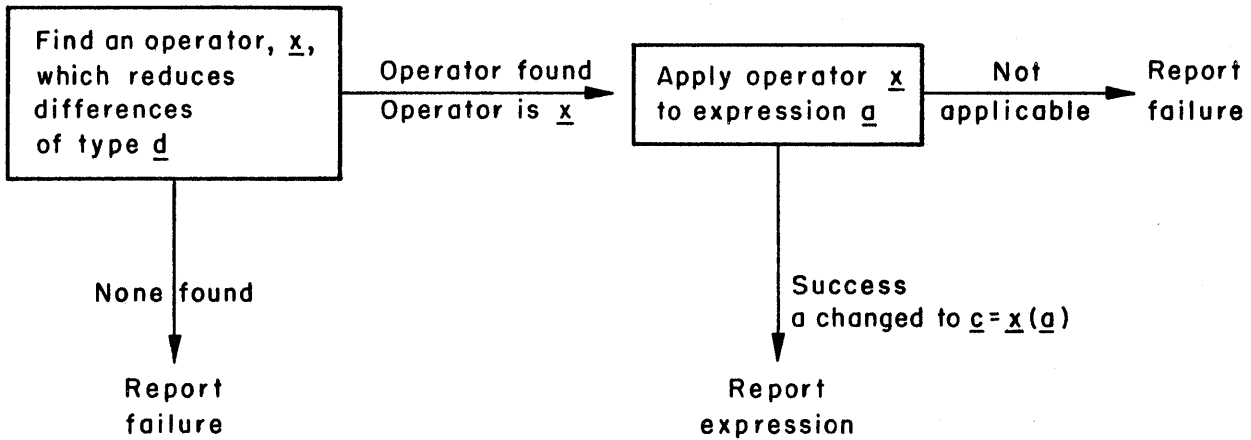 Find an operator, x,
which reduces
differences
of type d
Operator found
Operator is x
Apply operator x
to expression a
Not
applicable
Report
failure
None found
Success
a changed to c = x (a)
Report
failure
Report
expression